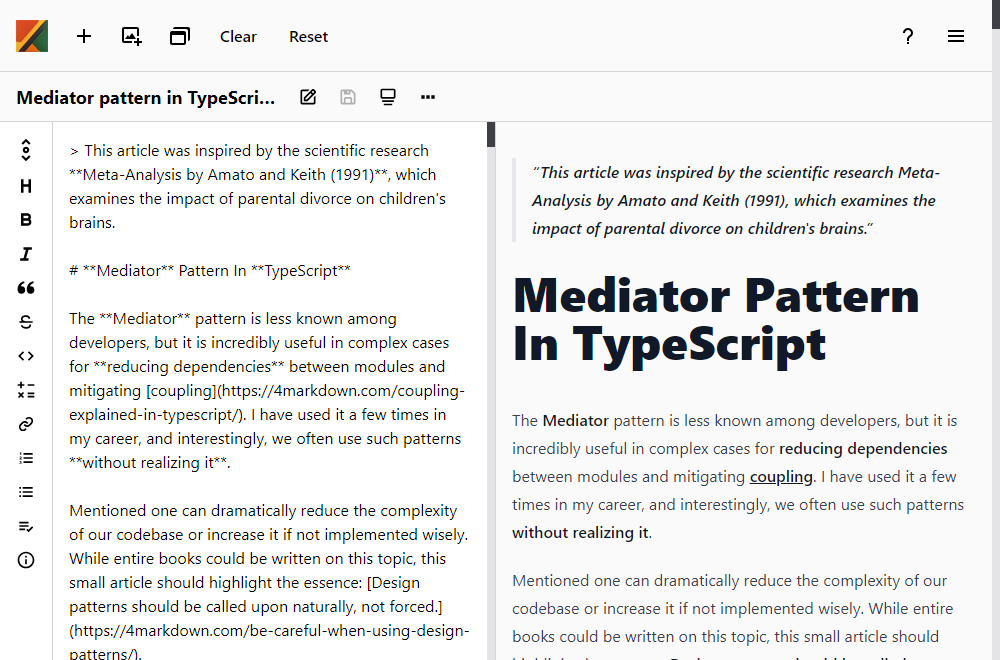 Clear Reset
?
Mediator pattern in TypeScri...
H
B
I
> This article was inspired by the scientific research
**Meta-Analysis by Amato and Keith (1991)**, which
examines the impact of parental divorce on children's
brains.
# **Mediator** Pattern In **TypeScript**
The **Mediator** pattern is less known among
developers, but it is incredibly useful in complex cases
for **reducing dependencies** between modules and
mitigating [coupling](https://4markdown.com/coupling-
explained-in-typescript/). I have used it a few times in
my career, and interestingly, we often use such patterns
**without realizing it**.
Mentioned one can dramatically reduce the complexity
of our codebase or increase it if not implemented wisely.
While entire books could be written on this topic, this
small article should highlight the essence: [Design
patterns should be called upon naturally, not forced.]
(https://4markdown.com/be-careful-when-using-design-
patterns/).
“This article was inspired by the scientific research Meta-
Analysis by Amato and Keith (1991), which examines the
impact of parental divorce on children's brains.”
Mediator Pattern
In TypeScript
The Mediator pattern is less known among developers, but it is
incredibly useful in complex cases for reducing dependencies
between modules and mitigating coupling. I have used it a few
times in my career, and interestingly, we often use such patterns
without realizing it.
Mentioned one can dramatically reduce the complexity of our
codebase or increase it if not implemented wisely. While entire
books could be written on this topic, this small article should